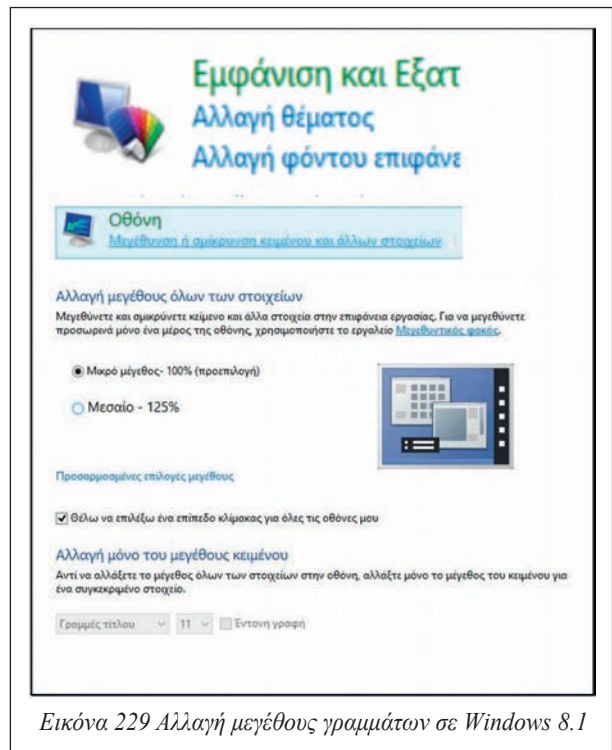 Εμφάνιση και Εξατ
Αλλαγή θέματος
Αλλαγή φόντου επιφάνε
Οθόνη
Μεγέθυνση ή σμίκρυνση κειμένου και άλλων στοιχείων
Αλλαγή μεγέθους όλων των στοιχείων
Μεγεθύνετε και σμικρύνετε κείμενο και άλλα στοιχεία στην επιφάνεια εργασίας. Για να μεγεθύνετε
προσωρινά μόνο ένα μέρος της οθόνης, χρησιμοποιήστε το εργαλείο Μεγεθυντικός φακός.
Μικρό μέγεθος- 100% (προεπιλογή)
Μεσαίο - 125%
Προσαρμοσμένες επιλογές μεγέθους
Θέλω να επιλέξω ένα επίπεδο κλίμακας για όλες τις οθόνες μου
Αλλαγή μόνο του μεγέθους κειμένου
Αντί να αλλάξετε το μέγεθος όλων των στοιχείων στην οθόνη, αλλάξτε μόνο το μέγεθος του κειμένου για
ένα συγκεκριμένο στοιχείο.
Γραμμές τίτλου 11 Έντονη γραφή
Εικόνα 229 Αλλαγή μεγέθους γραμμάτων σε Windows 8.1